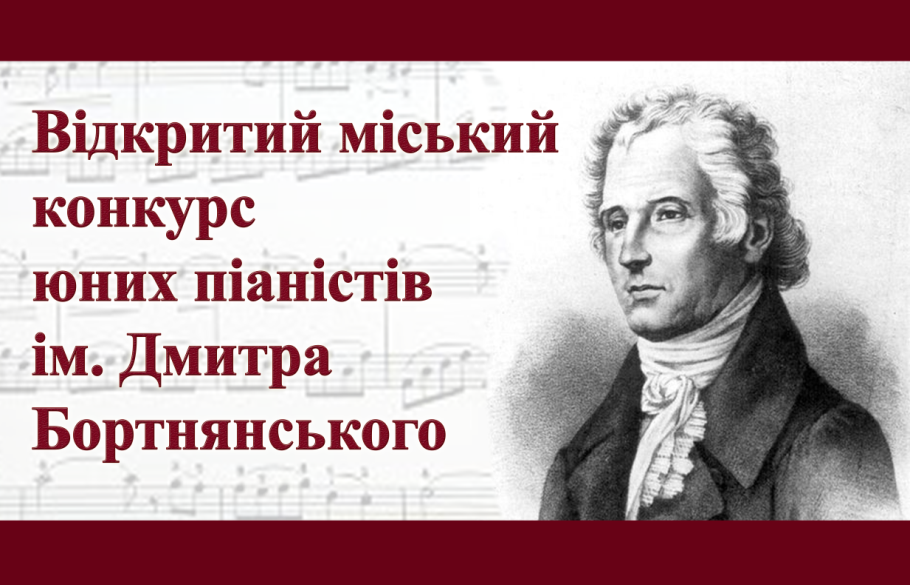 Відкритий міський
конкурс
юних піаністів
ім. Дмитра
Бортнянського